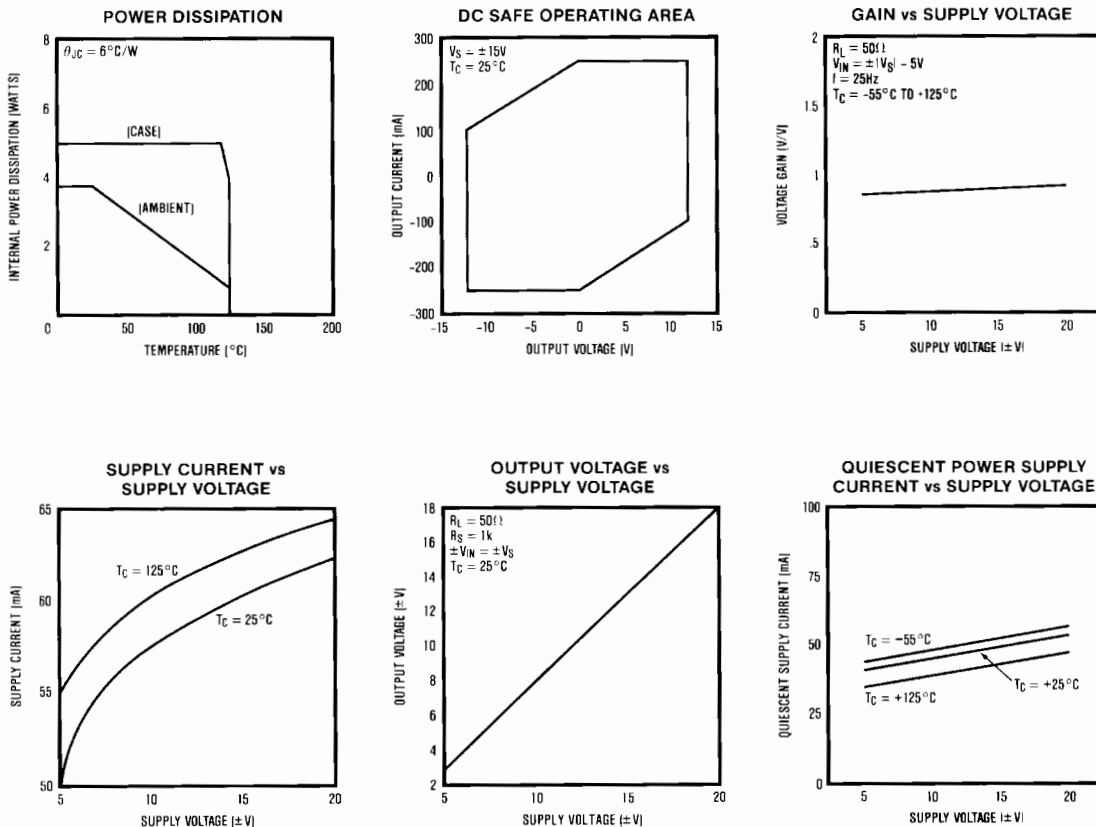 POWER DISSIPATION
θJC = 6°C/W
(CASE)
(AMBIENT)
INTERNAL POWER DISSIPATION (WATTS)
8
6
4
2
0
50
100
150
200
TEMPERATURE (°C)
DC SAFE OPERATING AREA
VS = ±15V
TC = 25°C
OUTPUT CURRENT (mA)
300
200
100
0
-100
-200
-300
-15
-10
-5
0
5
10
15
OUTPUT VOLTAGE (V)
GAIN vs SUPPLY VOLTAGE
RL = 50Ω
VIN = ±|VS| - 5V
f = 25Hz
TC = -55°C TO +125°C
VOLTAGE GAIN (V/V)
2
1.5
1
.5
0
5
10
15
20
SUPPLY VOLTAGE (±V)
SUPPLY CURRENT vs
SUPPLY VOLTAGE
TC = 125°C
TC = 25°C
SUPPLY CURRENT (mA)
65
60
55
50
5
10
15
20
SUPPLY VOLTAGE (±V)
OUTPUT VOLTAGE vs
SUPPLY VOLTAGE
RL = 50Ω
RS = 1k
±VIN = ±VS
TC = 25°C
OUTPUT VOLTAGE (±V)
18
16
14
12
10
8
6
4
2
5
10
15
20
SUPPLY VOLTAGE (±V)
QUIESCENT POWER SUPPLY
CURRENT vs SUPPLY VOLTAGE
TC = -55°C
TC = +25°C
TC = +125°C
QUIESCENT SUPPLY CURRENT (mA)
100
75
50
25
0
5
10
15
20
SUPPLY VOLTAGE (±V)